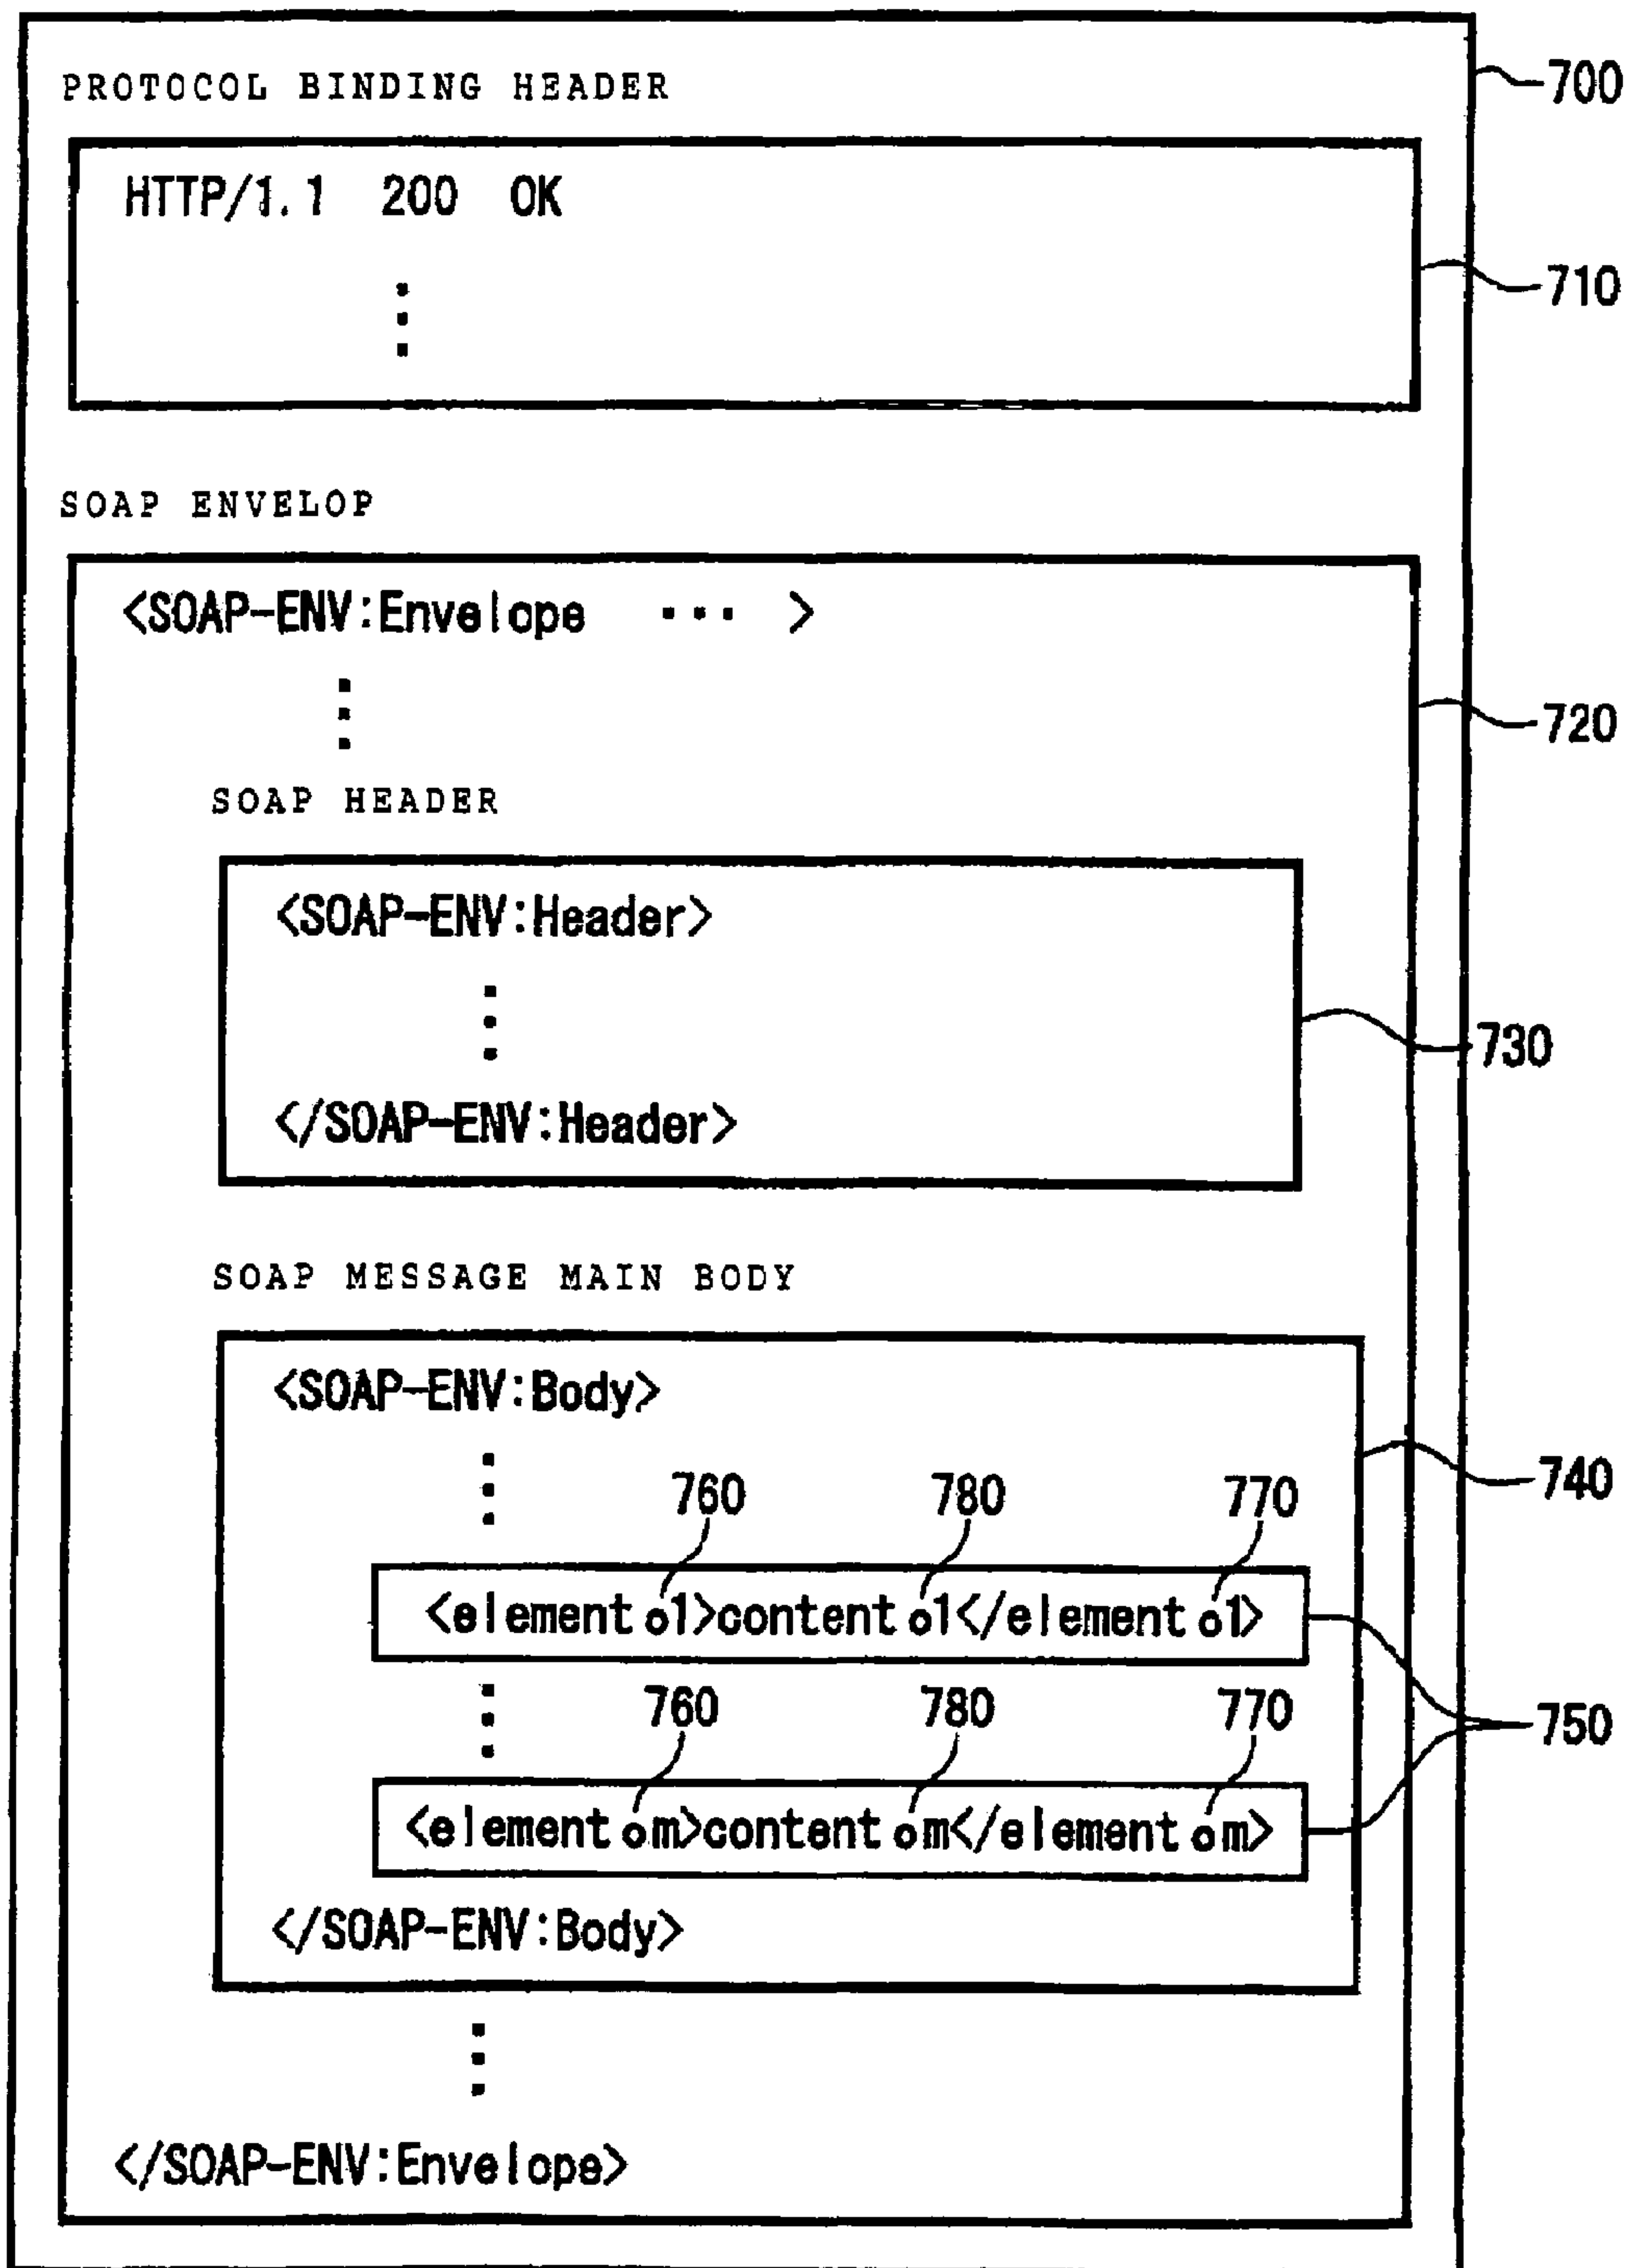 PROTOCOL BINDING HEADER
700
HTTP/1.1 200 OK
710
SOAP ENVELOP
<SOAP-ENV:Envelope ··· >
720
SOAP HEADER
<SOAP-ENV:Header>
730
</SOAP-ENV:Header>
SOAP MESSAGE MAIN BODY
<SOAP-ENV:Body>
740
760 780 770
<element o1>content o1</element o1>
750
760 780 770
<element om>content om</element om>
</SOAP-ENV:Body>
</SOAP-ENV:Envelope>